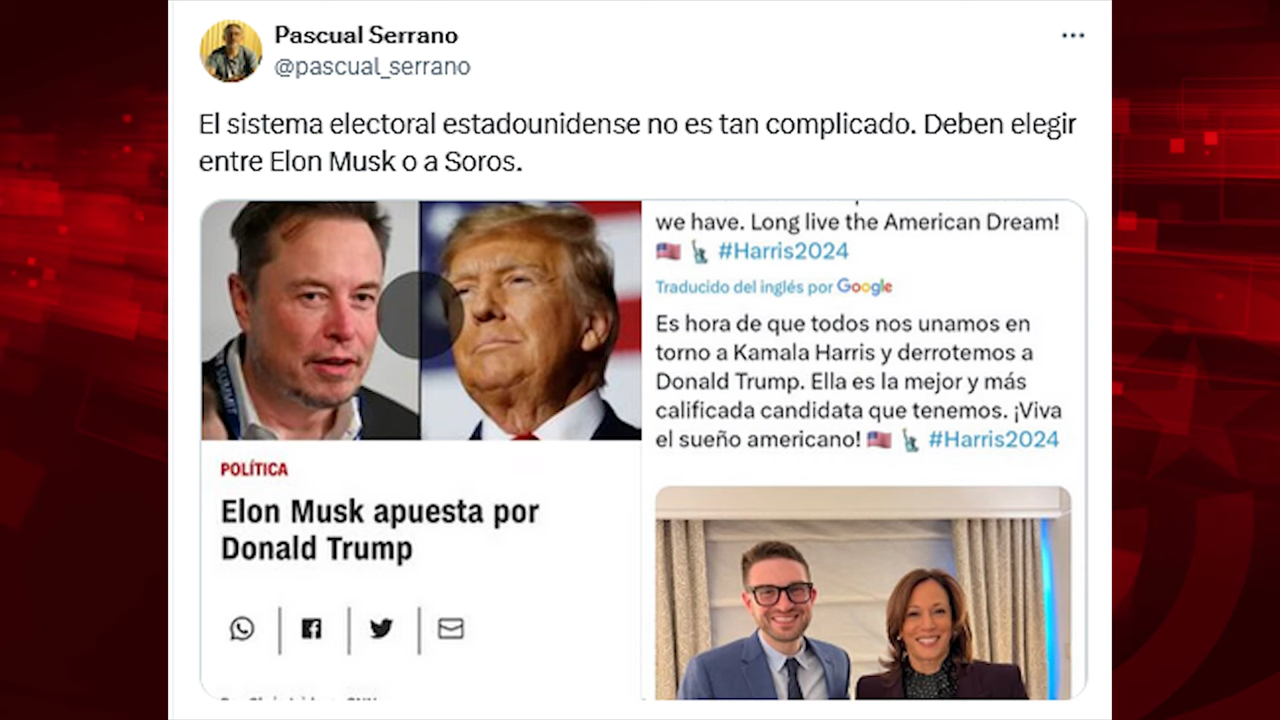 Pascual Serrano
@pascual_serrano
El sistema electoral estadounidense no es tan complicado. Deben elegir
entre Elon Musk o a Soros.
SUMMIT
POLÍTICA
Elon Musk apuesta por
Donald Trump
we have. Long live the American Dream!
🇺🇸 🗽 #Harris2024
Traducido del inglés por Google
Es hora de que todos nos unamos en
torno a Kamala Harris y derrotemos a
Donald Trump. Ella es la mejor y más
calificada candidata que tenemos. ¡Viva
el sueño americano! 🇺🇸 🗽 #Harris2024